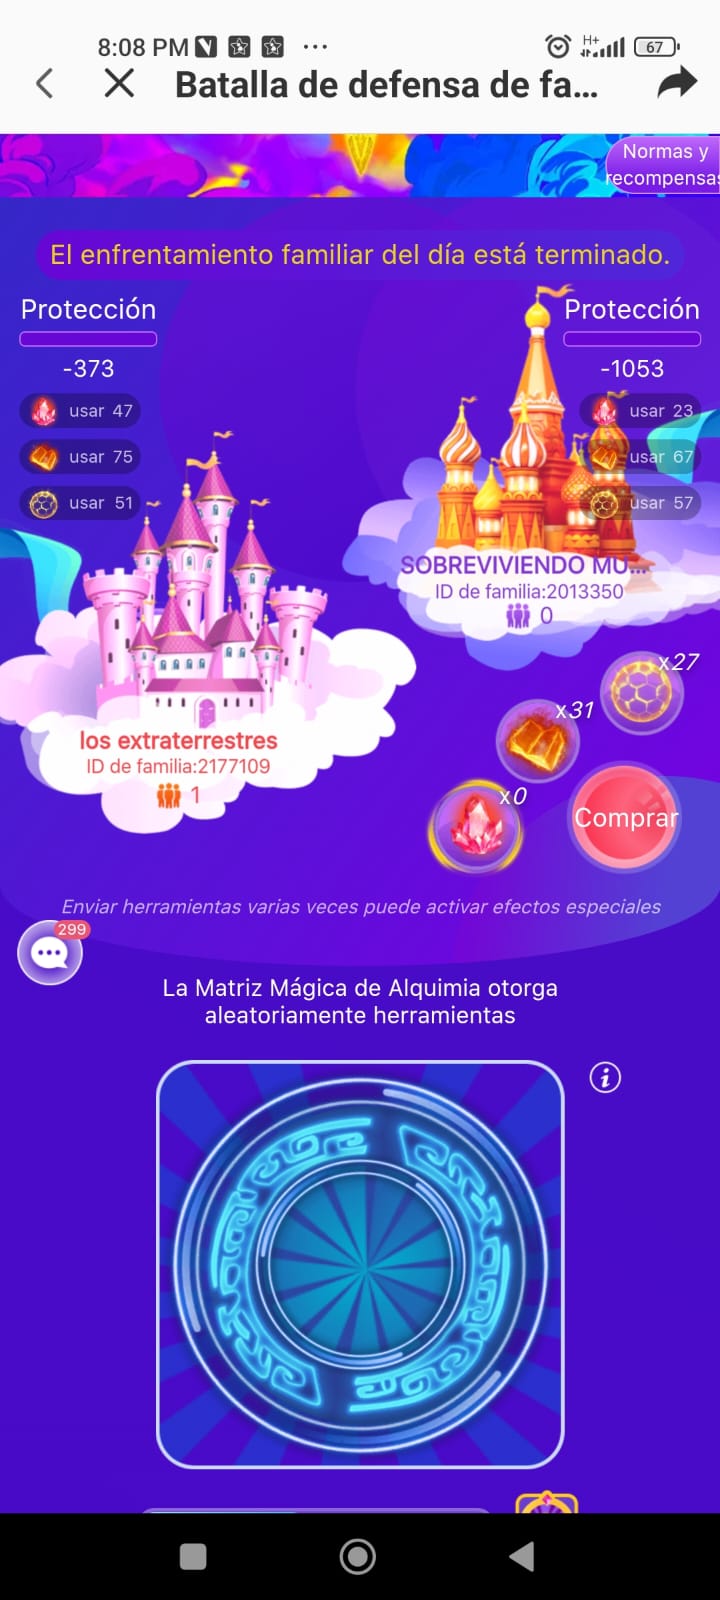 8:08 PM
H+
67
Batalla de defensa de fa...
Normas y
recompensas
El enfrentamiento familiar del día está terminado.
Protección
-373
usar 47
usar 75
usar 51
Protección
-1053
usar 23
usar 67
usar 57
SOBREVIVIENDO MU...
ID de familia:2013350
0
los extraterrestres
ID de familia:2177109
1
x27
x31
x0
Comprar
Enviar herramientas varias veces puede activar efectos especiales
299
La Matriz Mágica de Alquimia otorga
aleatoriamente herramientas
i